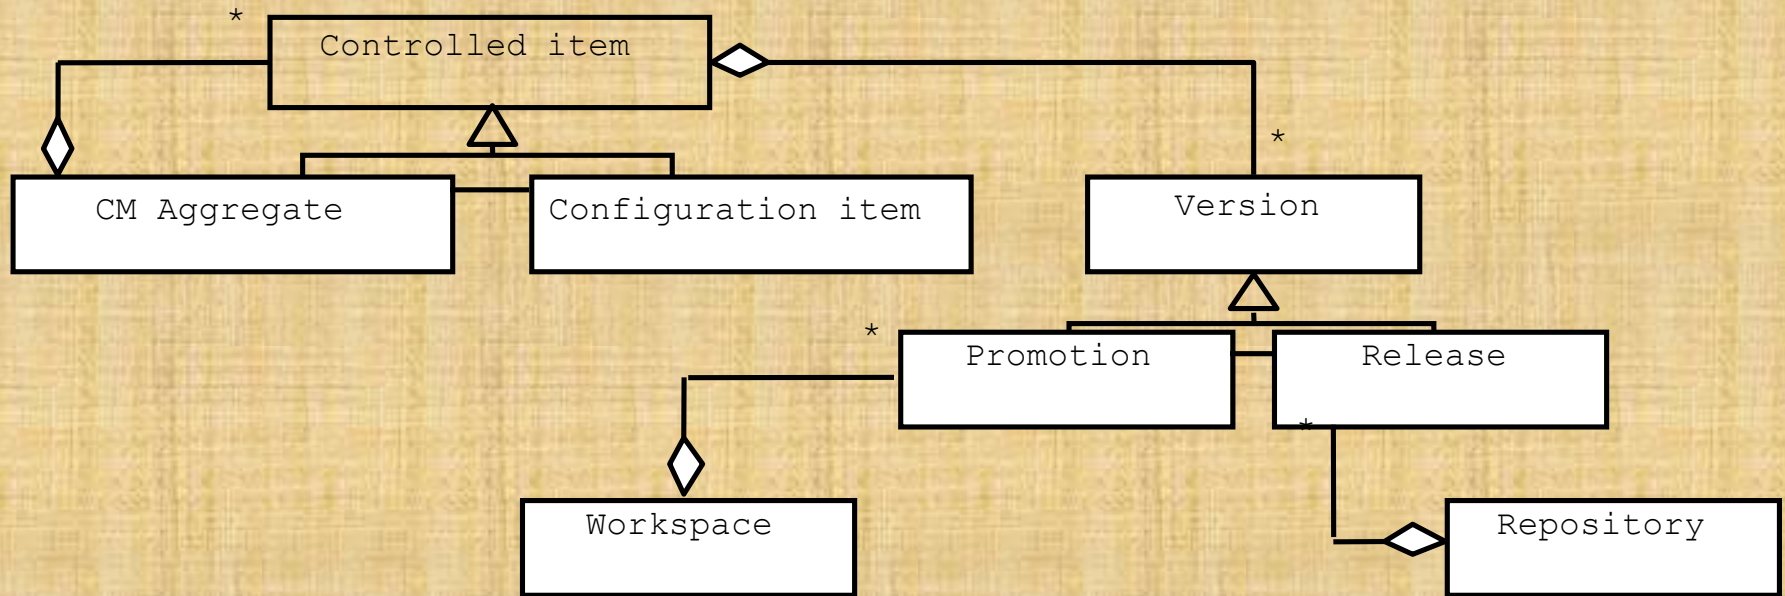 *
Controlled item
*
CM Aggregate
Configuration item
Version
*
Promotion
Release
*
Workspace
Repository